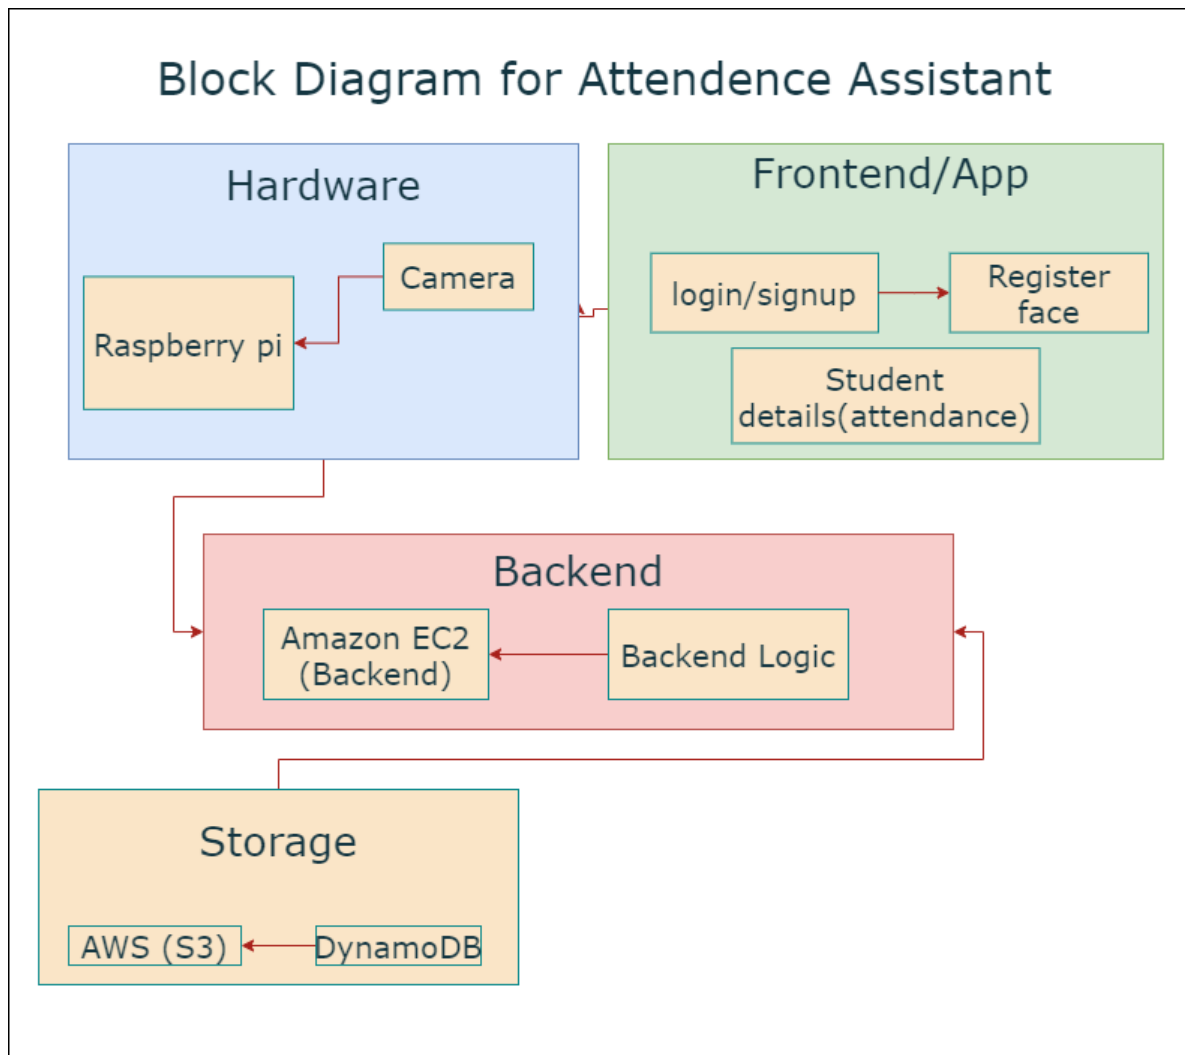 Block Diagram for Attendence Assistant
Hardware
Camera
Raspberry pi
Frontend/App
login/signup
Register
face
Student
details(attendance)
Backend
Amazon EC2
(Backend)
Backend Logic
Storage
AWS (S3)
DynamoDB